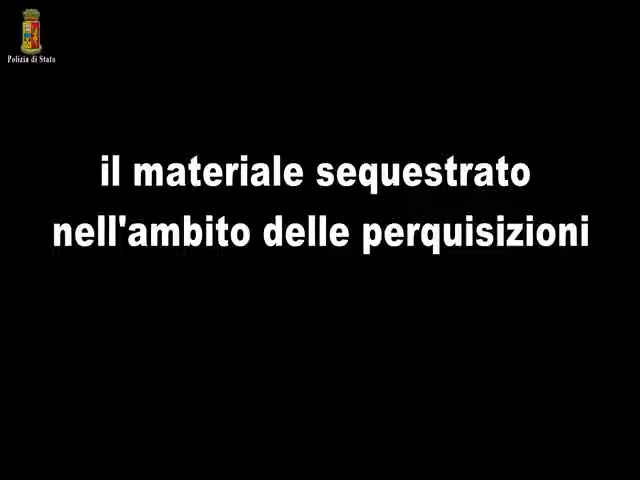 Polizia di Stato
il materiale sequestrato
nell'ambito delle perquisizioni